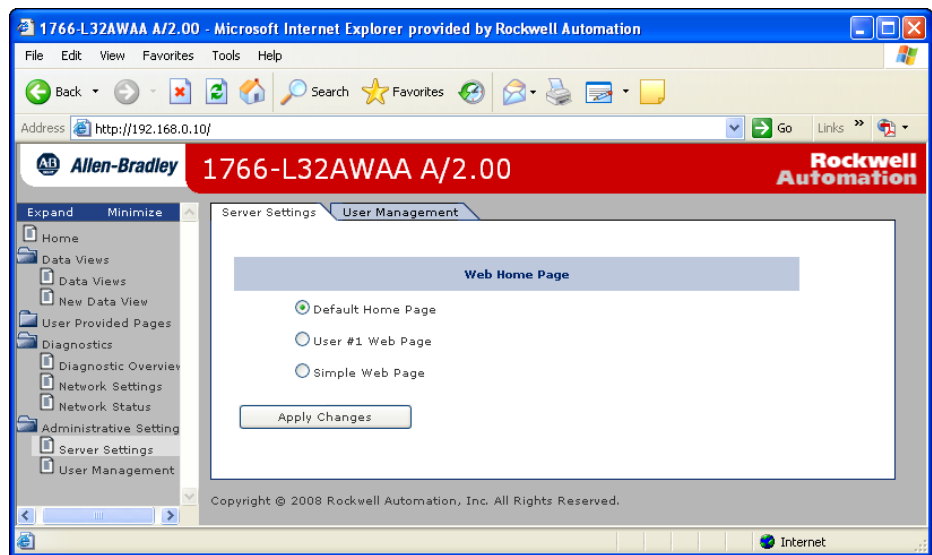 1766-L32AWAA A/2.00 - Microsoft Internet Explorer provided by Rockwell Automation
File Edit View Favorites Tools Help
Back Search Favorites
Address http://192.168.0.10/ Go Links »
AB Allen-Bradley 1766-L32AWAA A/2.00 Rockwell
Automation
Expand Minimize
Home
Data Views
Data Views
New Data View
User Provided Pages
Diagnostics
Diagnostic Overview
Network Settings
Network Status
Administrative Setting
Server Settings
User Management
Server Settings User Management
Web Home Page
Default Home Page
User #1 Web Page
Simple Web Page
Apply Changes
Copyright © 2008 Rockwell Automation, Inc. All Rights Reserved.
Internet